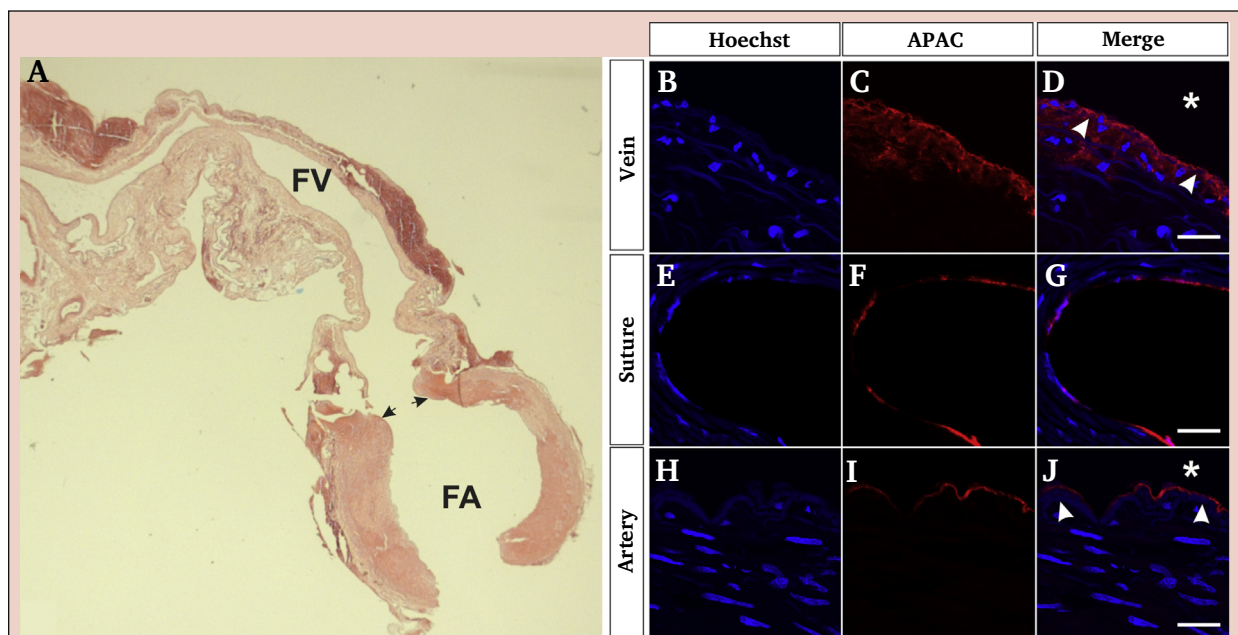 Hoechst APAC Merge
A
B C D
*
Vein
FV
E F G
Suture
H I J
*
FA
Artery